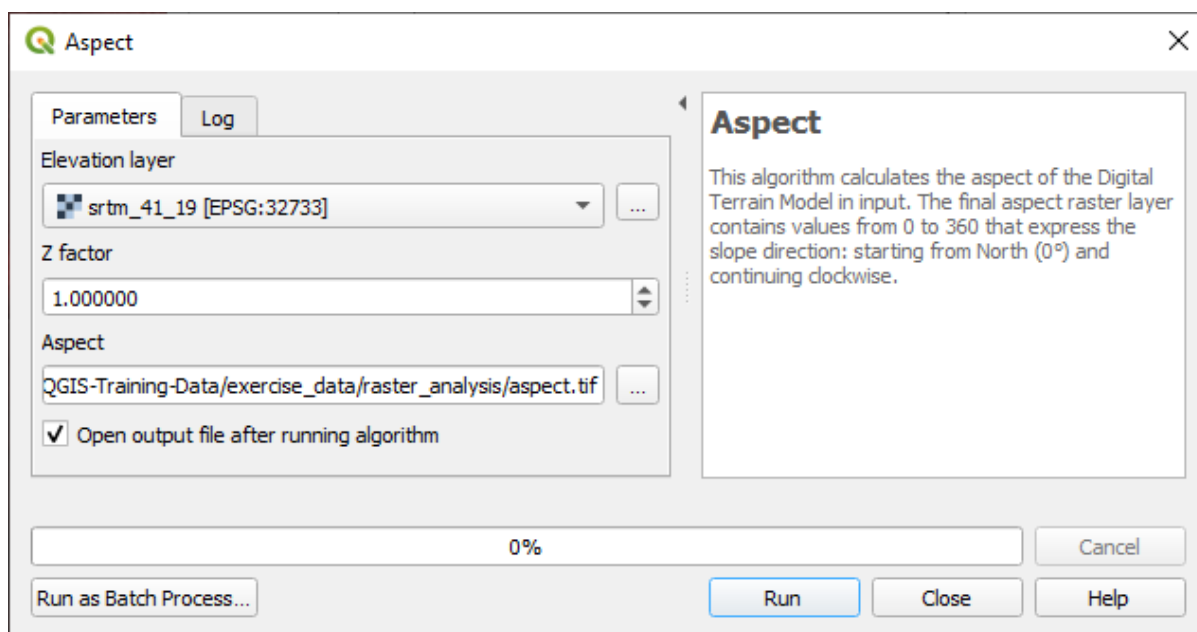 Aspect
Parameters
Log
Elevation layer
srtm_41_19 [EPSG:32733]
...
Z factor
1.000000
Aspect
QGIS-Training-Data/exercise_data/raster_analysis/aspect.tif
...
Open output file after running algorithm
Aspect
This algorithm calculates the aspect of the Digital
Terrain Model in input. The final aspect raster layer
contains values from 0 to 360 that express the
slope direction: starting from North (0°) and
continuing clockwise.
0%
Cancel
Run as Batch Process...
Run
Close
Help